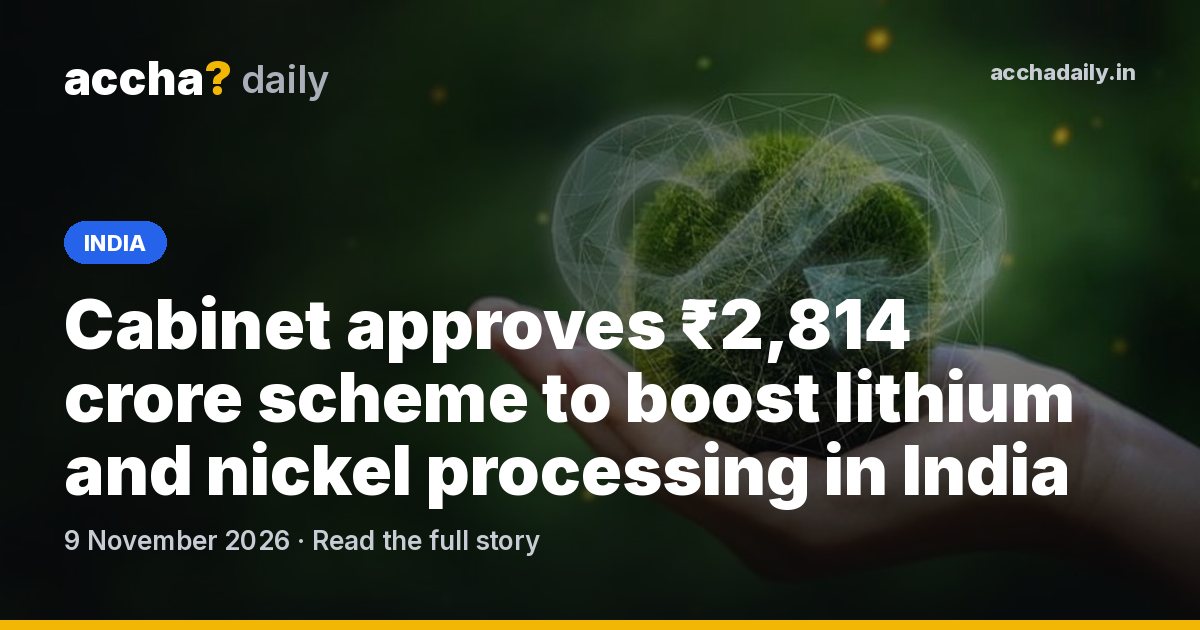 accha? daily
acchadaily.in
INDIA
Cabinet approves ₹2,814
crore scheme to boost lithium
and nickel processing in India
9 November 2026 · Read the full story